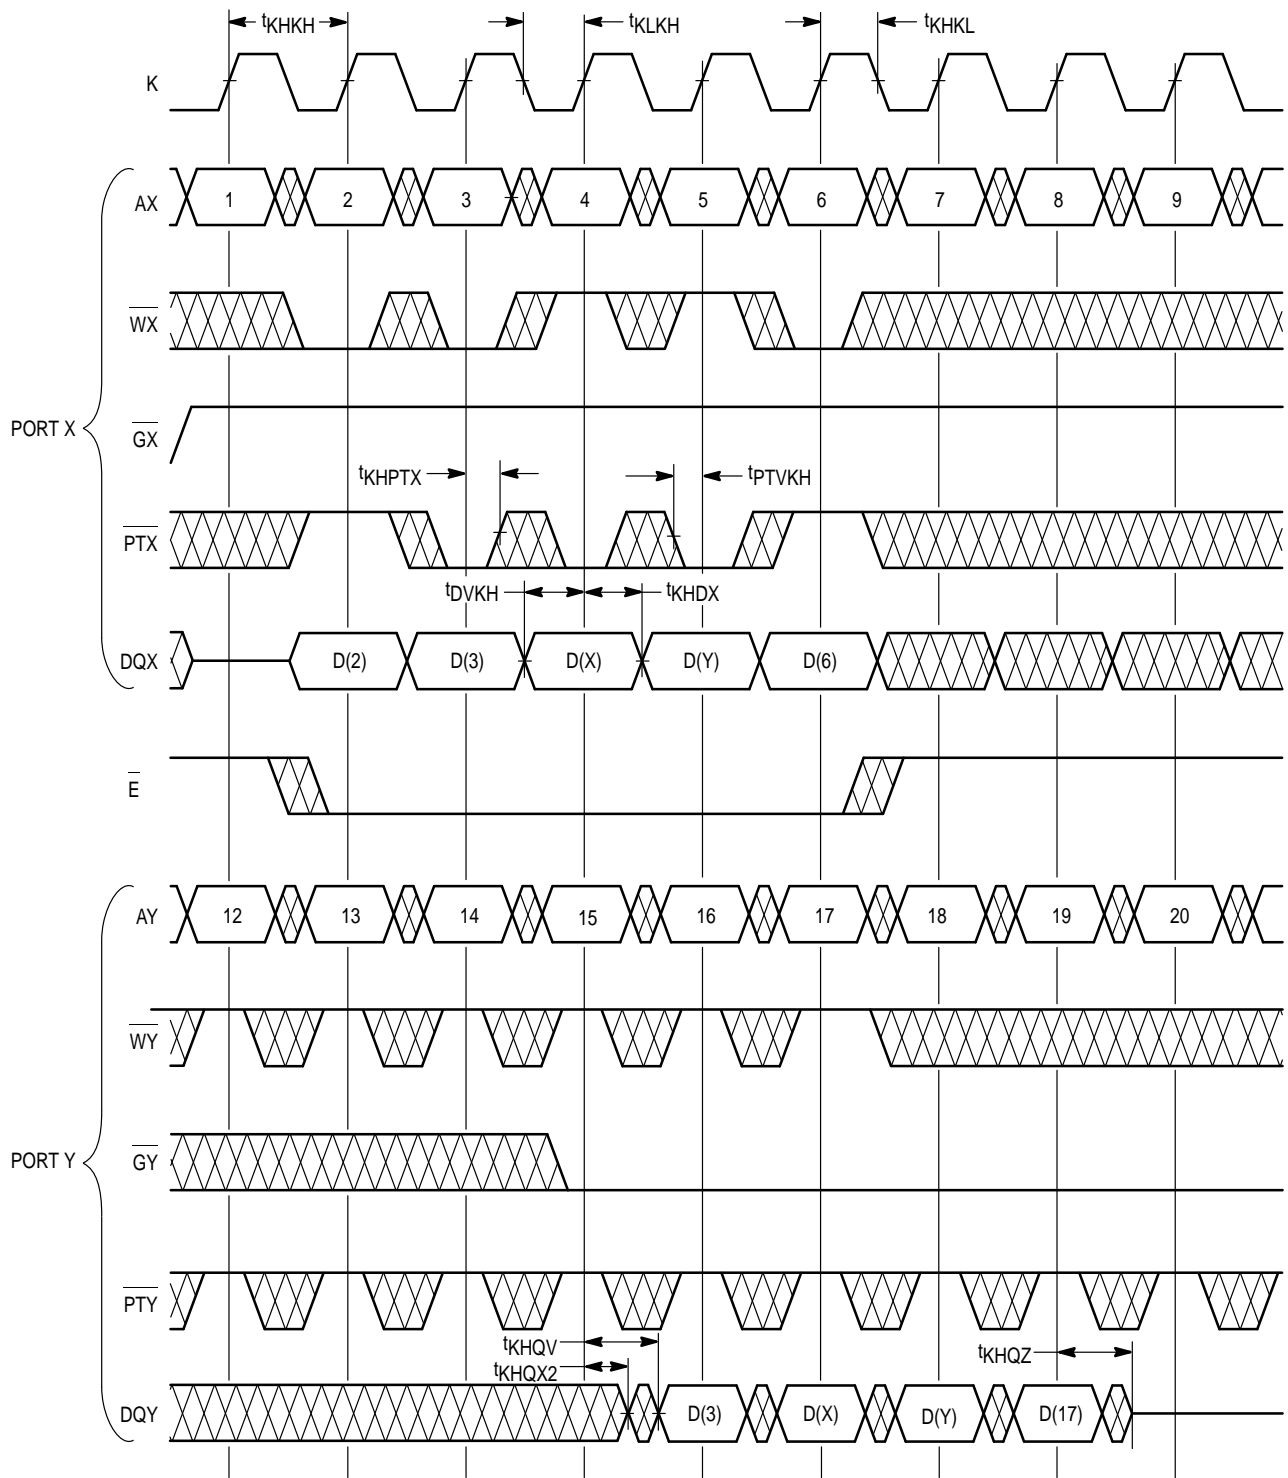 tKHKH tKLKH tKHKL
K
AX 1 2 3 4 5 6 7 8 9
WX
PORT X
GX
tKHPTX tPTVKH
PTX
tDVKH tKHDX
DQX D(2) D(3) D(X) D(Y) D(6)
E
AY 12 13 14 15 16 17 18 19 20
WY
PORT Y
GY
PTY
tKHQV tKHQZ
tKHQX2
DQY D(3) D(X) D(Y) D(17)